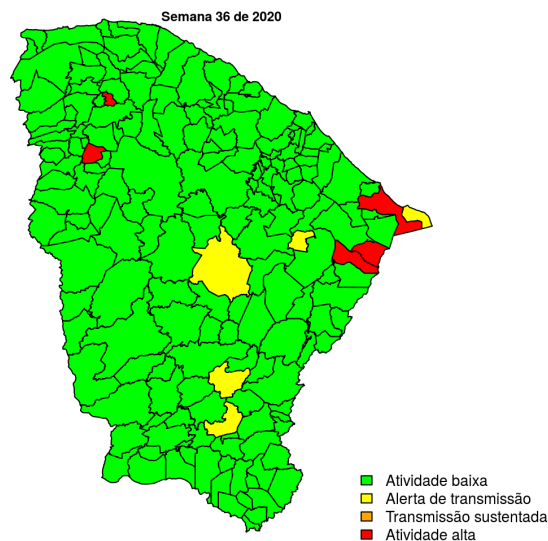 Semana 36 de 2020
Atividade baixa
Alerta de transmissão
Transmissão sustentada
Atividade alta